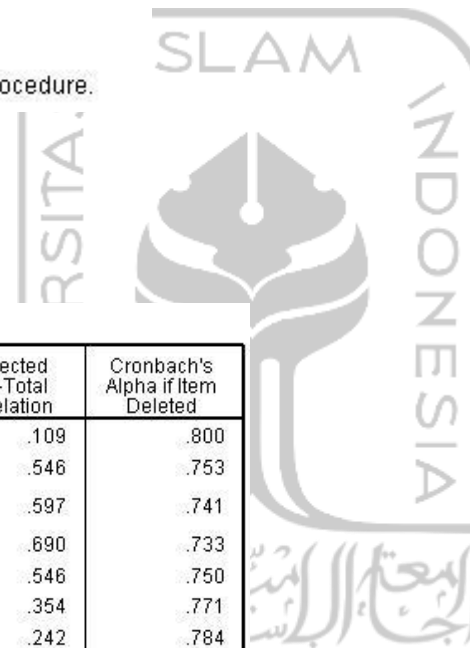 SLAM
ocedure.
RSITA
INDONESIA
ected Cronbach's
-Total Alpha if Item
elation Deleted
.109 .800
.546 .753
.597 .741
.690 .733
.546 .750
.354 .771
.242 .784